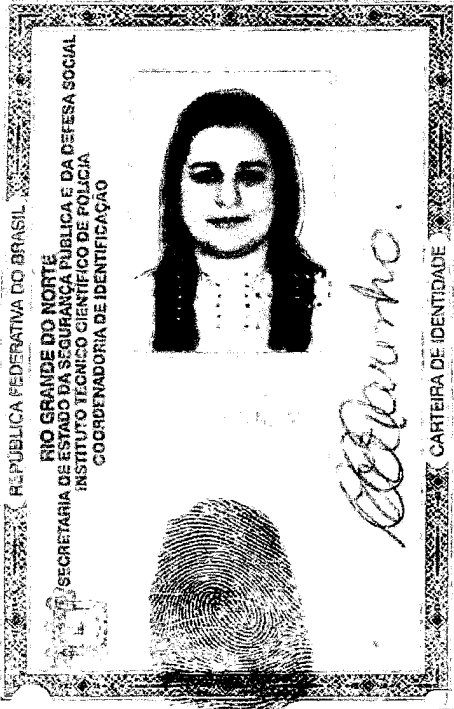 REPÚBLICA FEDERATIVA DO BRASIL
RIO GRANDE DO NORTE
SECRETARIA DE ESTADO DA SEGURANÇA PÚBLICA E DA DEFESA SOCIAL
INSTITUTO TÉCNICO CIENTÍFICO DE POLÍCIA
COORDENADORIA DE IDENTIFICAÇÃO
CARTEIRA DE IDENTIDADE